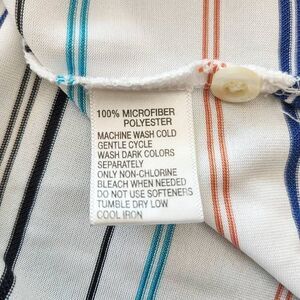 100% MICROFIBER
POLYESTER
MACHINE WASH COLD
GENTLE CYCLE
WASH DARK COLORS
SEPARATELY
ONLY NON-CHLORINE
BLEACH WHEN NEEDED
DO NOT USE SOFTENERS
TUMBLE DRY LOW
COOL IRON